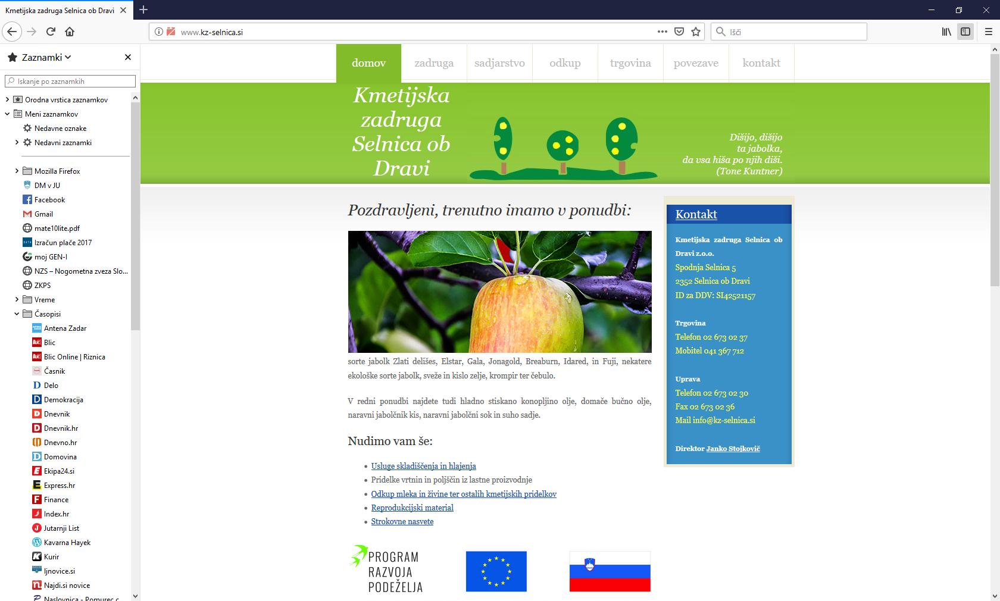 Kmetijska zadruga Selnica ob Dravi
www.kz-selnica.si
Išči
Zaznamki
Iskanje po zaznamkih
Orodna vrstica zaznamkov
Meni zaznamkov
Nedavne oznake
Nedavni zaznamki
Mozilla Firefox
DM v JU
Facebook
Gmail
mate10lite.pdf
Izračun plače 2017
moj GEN-I
NZS – Nogometna zveza Slo...
ZKPS
Vreme
Časopisi
Antena Zadar
Blic
Blic Online | Riznica
Časnik
Delo
Demokracija
Dnevnik
Dnevnik.hr
Dnevno.hr
Domovina
Ekipa24.si
Express.hr
Finance
Index.hr
Jutarnji List
Kavarna Hayek
Kurir
ljnovice.si
Najdi.si novice
Naslovnica - Pomurec.c
domov
zadruga
sadjarstvo
odkup
trgovina
povezave
kontakt
Kmetijska
zadruga
Selnica ob
Dravi
Dišijo, dišijo
ta jabolka,
da vsa hiša po njih diši.
(Tone Kuntner)
Pozdravljeni, trenutno imamo v ponudbi:
sorte jabolk Zlati delišes, Elstar, Gala, Jonagold, Breaburn, Idared, in Fuji, nekatere
ekološke sorte jabolk, sveže in kislo zelje, krompir ter čebulo.
V redni ponudbi najdete tudi hladno stiskano konopljino olje, domače bučno olje,
naravni jabolčnik kis, naravni jabolčni sok in suho sadje.
Nudimo vam še:
Usluge skladiščenja in hlajenja
Pridelke vrtnin in poljščin iz lastne proizvodnje
Odkup mleka in živine ter ostalih kmetijskih pridelkov
Reprodukcijski material
Strokovne nasvete
PROGRAM
RAZVOJA
PODEŽELJA
Kontakt
Kmetijska zadruga Selnica ob
Dravi z.o.o.
Spodnja Selnica 5
2352 Selnica ob Dravi
ID za DDV: SI42521157
Trgovina
Telefon 02 673 02 37
Mobitel 041 367 712
Uprava
Telefon 02 673 02 30
Fax 02 673 02 36
Mail info@kz-selnica.si
Direktor Janko Stojkovič